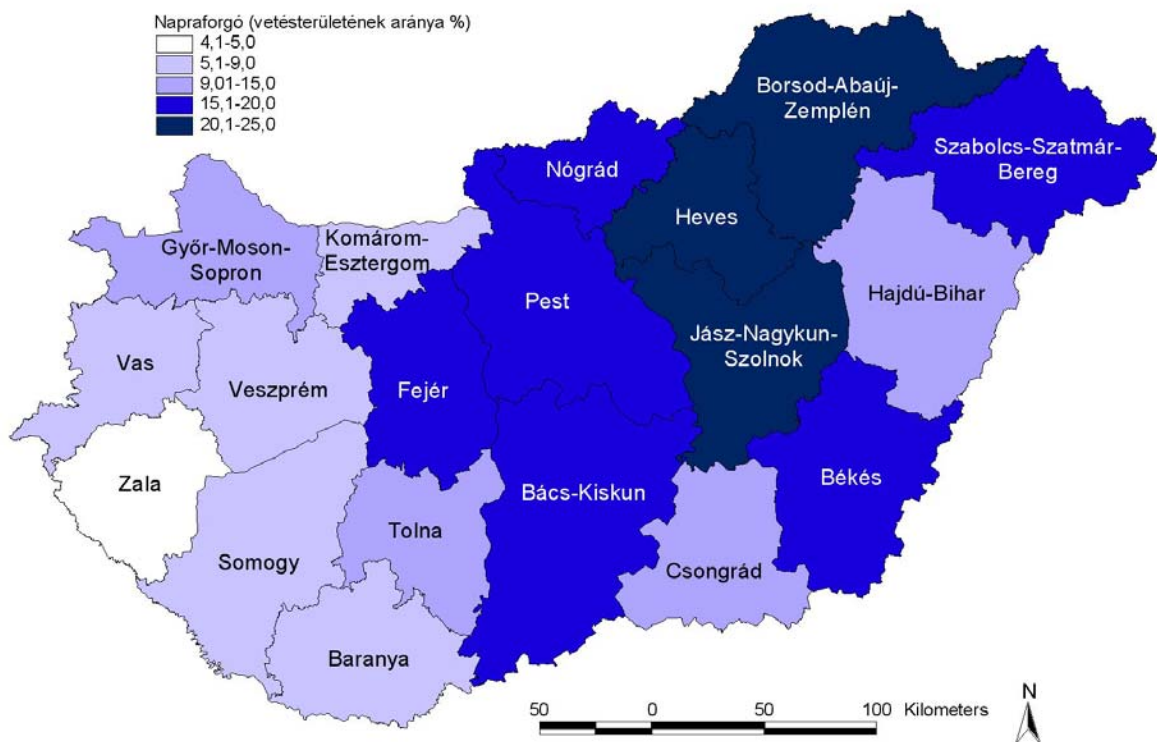 Napraforgó (vetésterületének aránya %)
4,1-5,0
5,1-9,0
9,01-15,0
15,1-20,0
20,1-25,0
Borsod-Abaúj-
Zemplén
Szabolcs-Szatmár-
Bereg
Nógrád
Heves
Győr-Moson-
Sopron
Komárom-
Esztergom
Hajdú-Bihar
Pest
Jász-Nagykun-
Szolnok
Vas
Veszprém
Fejér
Zala
Bács-Kiskun
Békés
Tolna
Somogy
Csongrád
Baranya
50 0 50 100 Kilometers
N